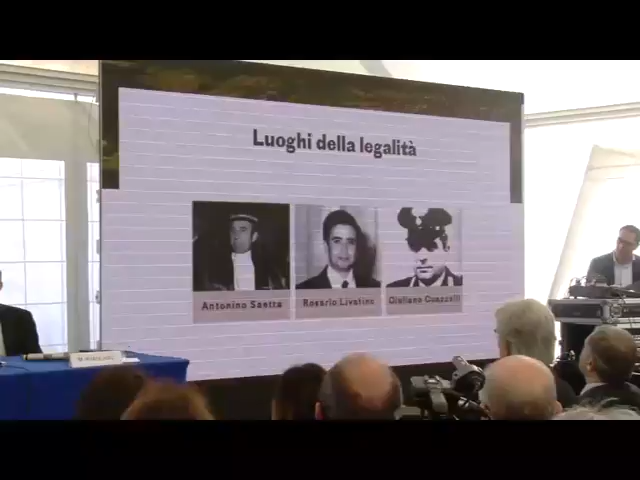 Luoghi della legalità
Antonino Saetta
Rosario Livatino
Giuliano Guazzelli